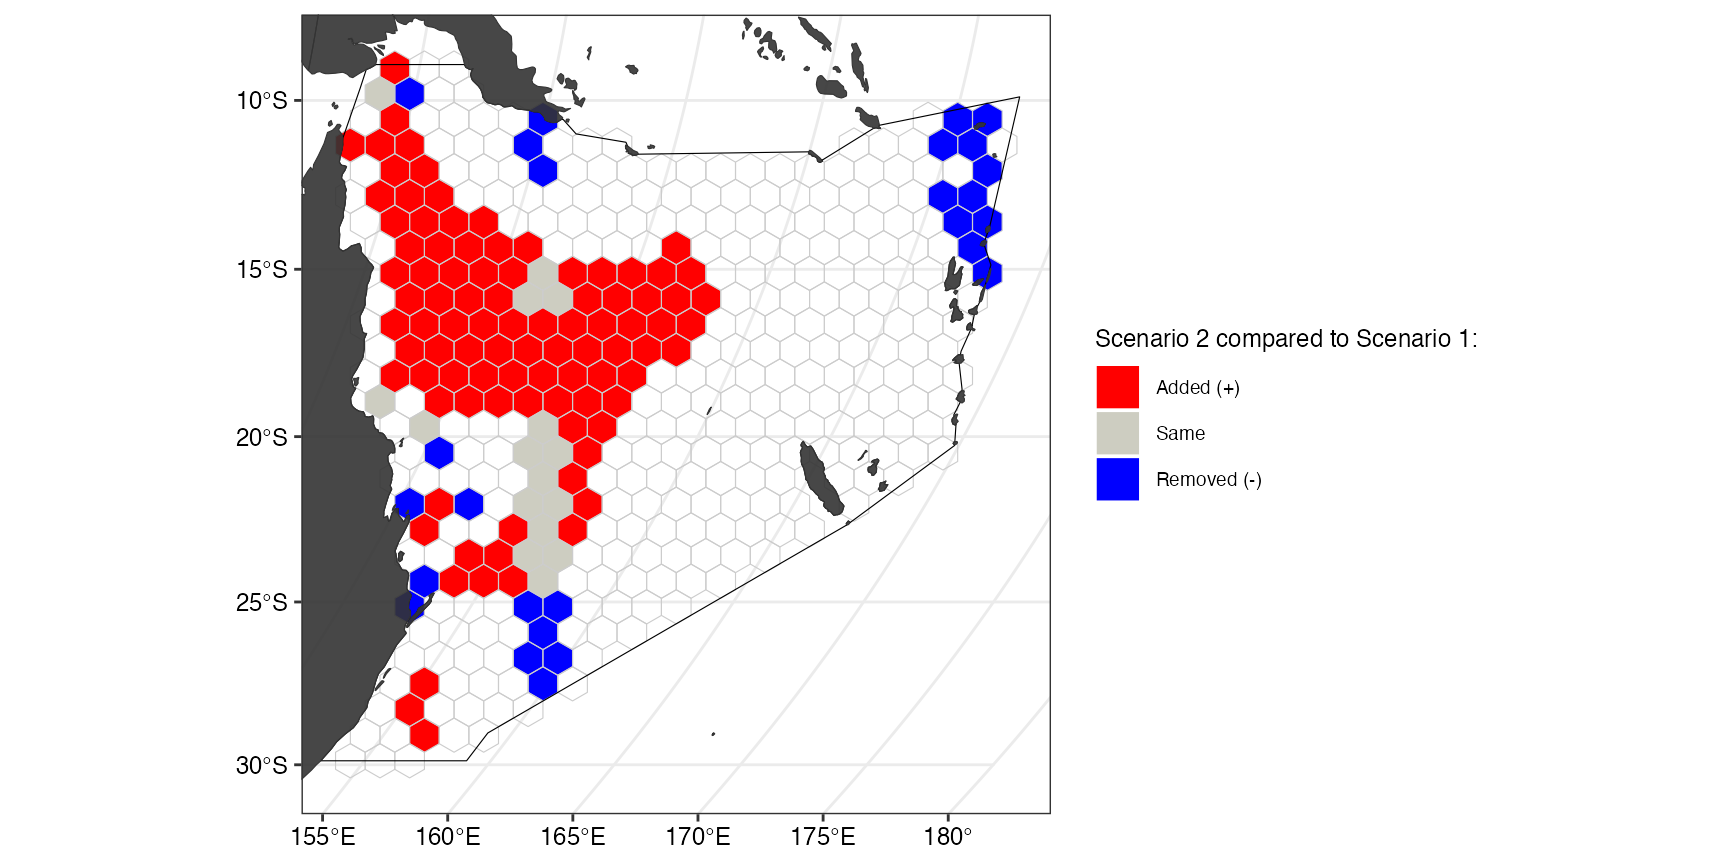 10°S
15°S
20°S
25°S
30°S
155°E
160°E
165°E
170°E
175°E
180°
Scenario 2 compared to Scenario 1:
Added (+)
Same
Removed (-)